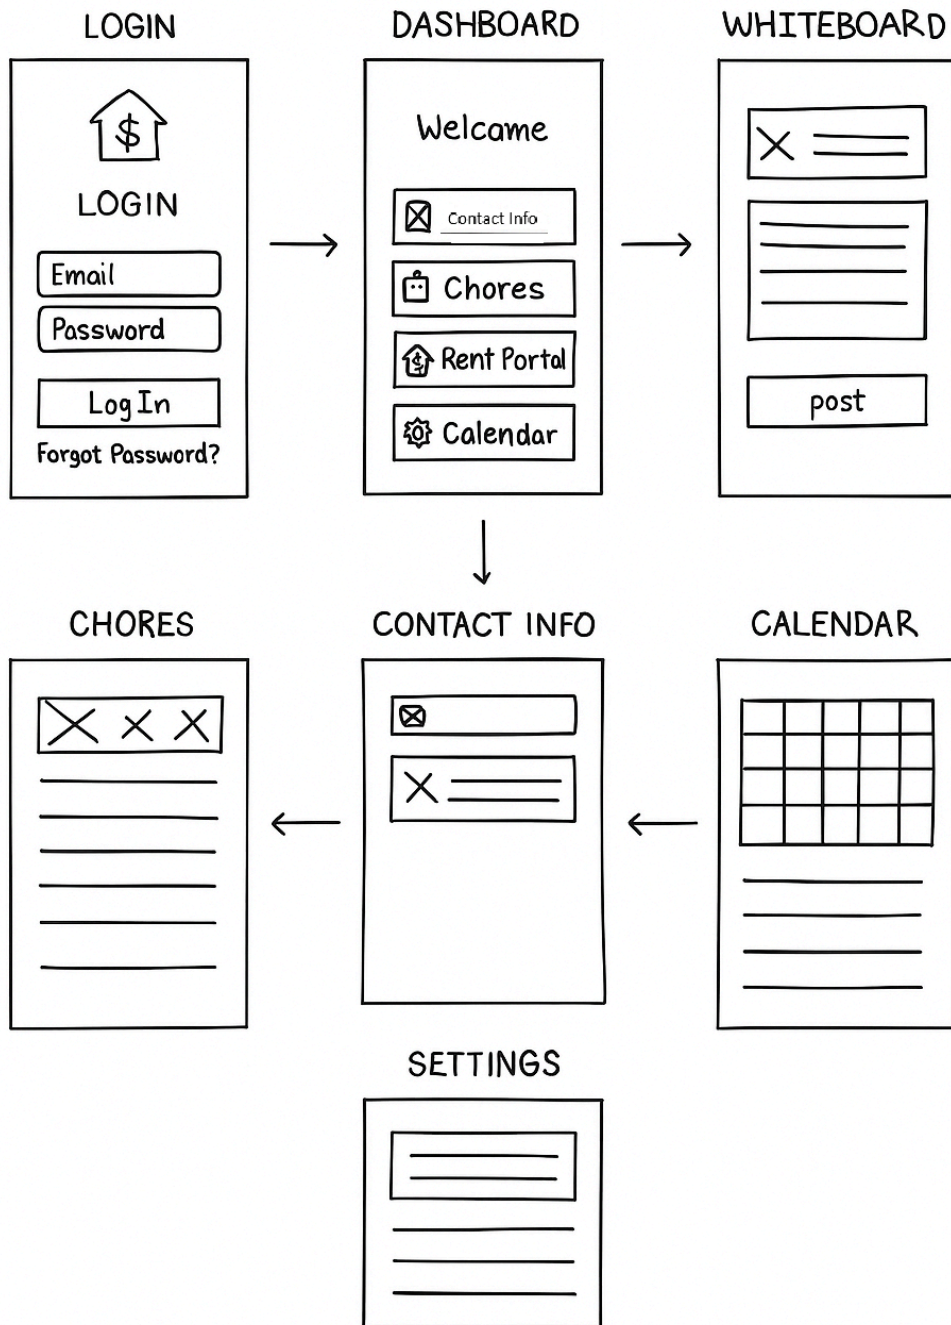 LOGIN
DASHBOARD
WHITEBOARD
$
LOGIN
Email
Password
Log In
Forgot Password?
Welcome
Contact Info
Chores
$
Rent Portal
Calendar
post
CHORES
CONTACT INFO
CALENDAR
SETTINGS